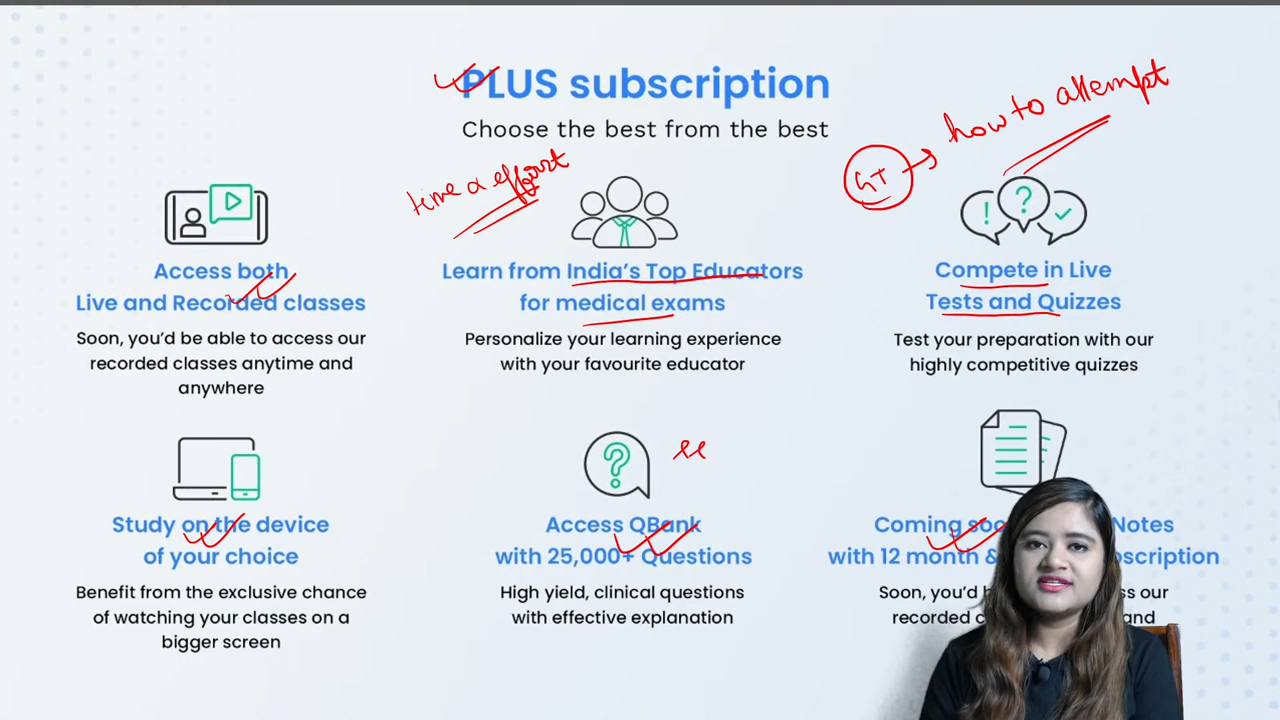 PLUS subscription
Choose the best from the best
time & effort
GT
how to attempt
Access both
Live and Recorded classes
Soon, you'd be able to access our
recorded classes anytime and
anywhere
Learn from India's Top Educators
for medical exams
Personalize your learning experience
with your favourite educator
Compete in Live
Tests and Quizzes
Test your preparation with our
highly competitive quizzes
Study on the device
of your choice
Benefit from the exclusive chance
of watching your classes on a
bigger screen
Access QBank
with 25,000+ Questions
High yield, clinical questions
with effective explanation
Coming Notes
with 12 month &
Soon, you'd our
recorded and